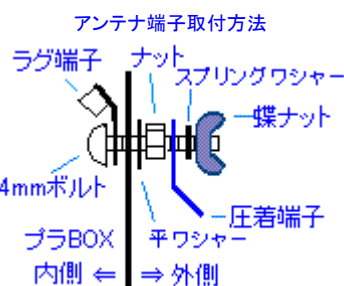 アンテナ端子取付方法
ラグ端子
ナット
スプリングワシャー
蝶ナット
4mmボルト
圧着端子
プラBOX
平ワシャー
内側 ⇐ ⇒ 外側